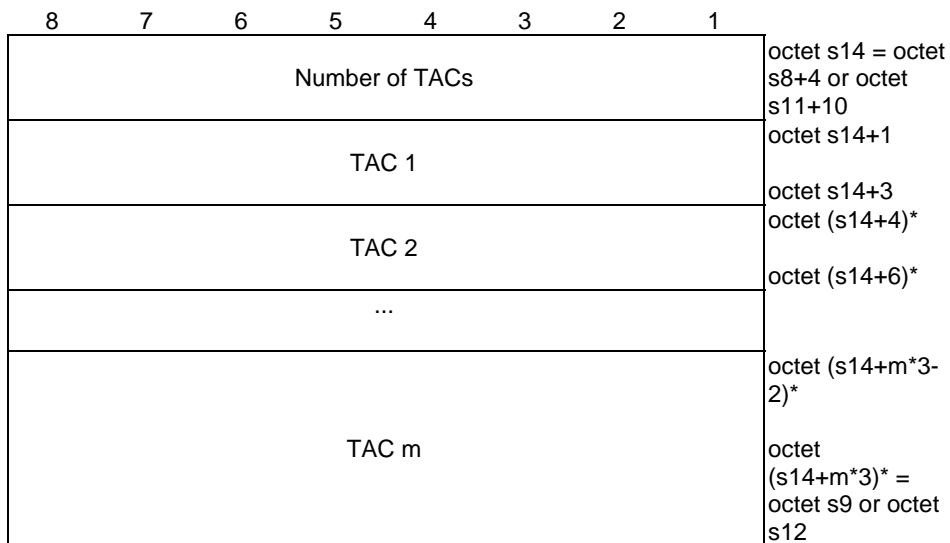 8 7 6 5 4 3 2 1
Number of TACs
octet s14 = octet
s8+4 or octet
s11+10
TAC 1
octet s14+1
octet s14+3
TAC 2
octet (s14+4)*
octet (s14+6)*
...
TAC m
octet (s14+m*3-
2)*
octet
(s14+m*3)* =
octet s9 or octet
s12